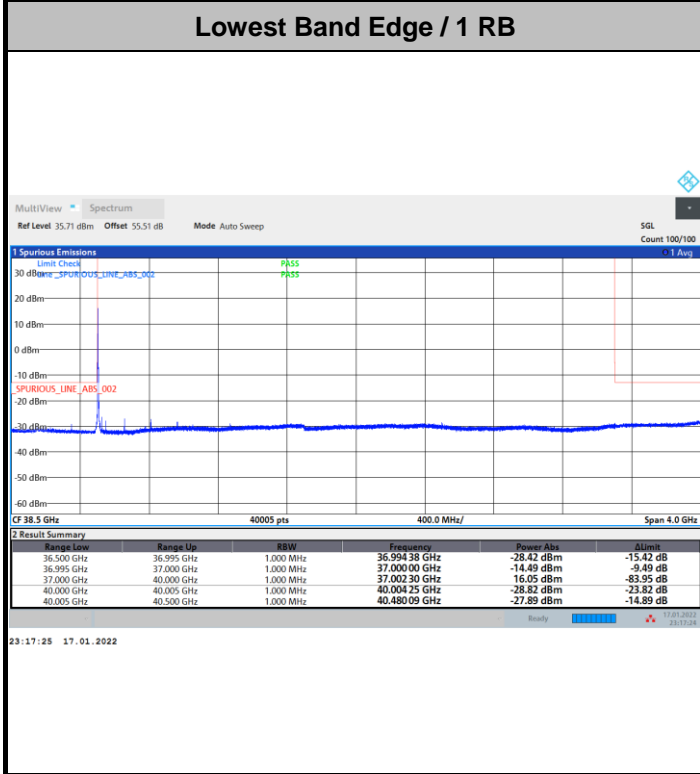 Lowest Band Edge / 1 RB
MultiView Spectrum
Ref Level 35.71 dBm Offset 55.51 dB Mode Auto Sweep SGL
Count 100/100
1 Spurious Emissions 1 Avg
Limit Check PASS
30 dBm Line _SPURIOUS_LINE_ABS_002 PASS
20 dBm
10 dBm
0 dBm
-10 dBm
_SPURIOUS_LINE_ABS_002
-20 dBm
-30 dBm
-40 dBm
-50 dBm
-60 dBm
CF 38.5 GHz 40005 pts 400.0 MHz/ Span 4.0 GHz
2 Result Summary
Range Low Range Up RBW Frequency Power Abs ΔLimit
36.500 GHz 36.995 GHz 1.000 MHz 36.994 38 GHz -28.42 dBm -15.42 dB
36.995 GHz 37.000 GHz 1.000 MHz 37.000 00 GHz -14.49 dBm -9.49 dB
37.000 GHz 40.000 GHz 1.000 MHz 37.002 30 GHz 16.05 dBm -83.95 dB
40.000 GHz 40.005 GHz 1.000 MHz 40.004 25 GHz -28.82 dBm -23.82 dB
40.005 GHz 40.500 GHz 1.000 MHz 40.480 09 GHz -27.89 dBm -14.89 dB
Ready 17.01.2022
23:17:24
23:17:25 17.01.2022